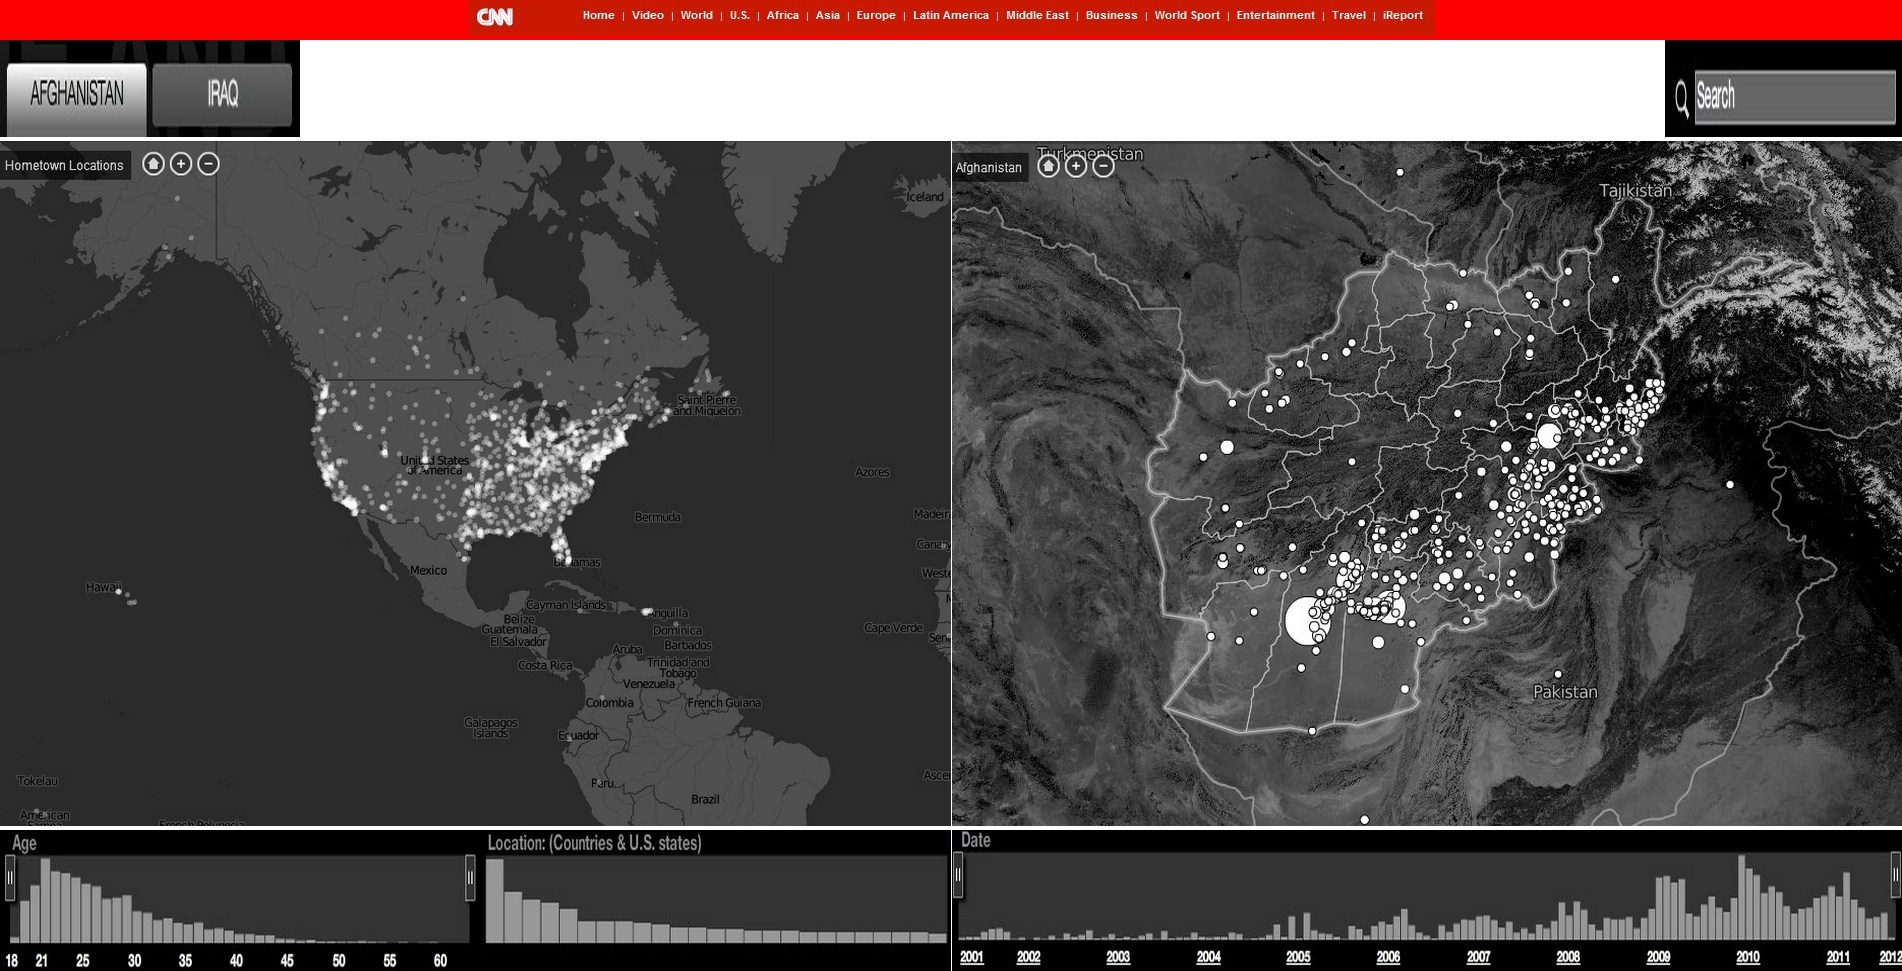 CNN Home | Video | World | U.S. | Africa | Asia | Europe | Latin America | Middle East | Business | World Sport | Entertainment | Travel | iReport
AFGHANISTAN IRAQ
Search
Hometown Locations
Iceland
Saint Pierre
and Miquelon
United States
of America
Azores
Bermuda
Madeira
Mexico
Bahamas
Hawaii
Cayman Islands
Anguilla
Belize
Guatemala
El Salvador
Dominica
Barbados
Cape Verde
Aruba
Costa Rica
Trinidad and
Tobago
Venezuela
Colombia
French Guiana
Galapagos
Islands
Ecuador
Tokelau
Peru
Brazil
American
Samoa
French Polynesia
Afghanistan
Turkmenistan
Tajikistan
Pakistan
Age
18 21 25 30 35 40 45 50 55 60
Location: (Countries & U.S. states)
Date
2001 2002 2003 2004 2005 2006 2007 2008 2009 2010 2011 201